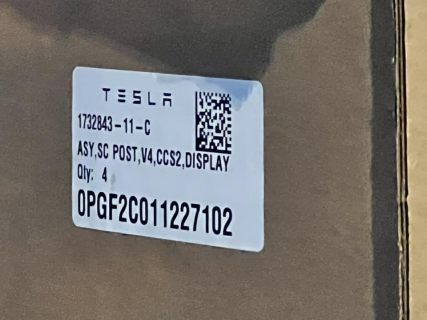 TESLA
1732843-11-C
ASY,SC POST,V4,CCS2,DISPLAY
Qty: 4
0PGF2C011227102